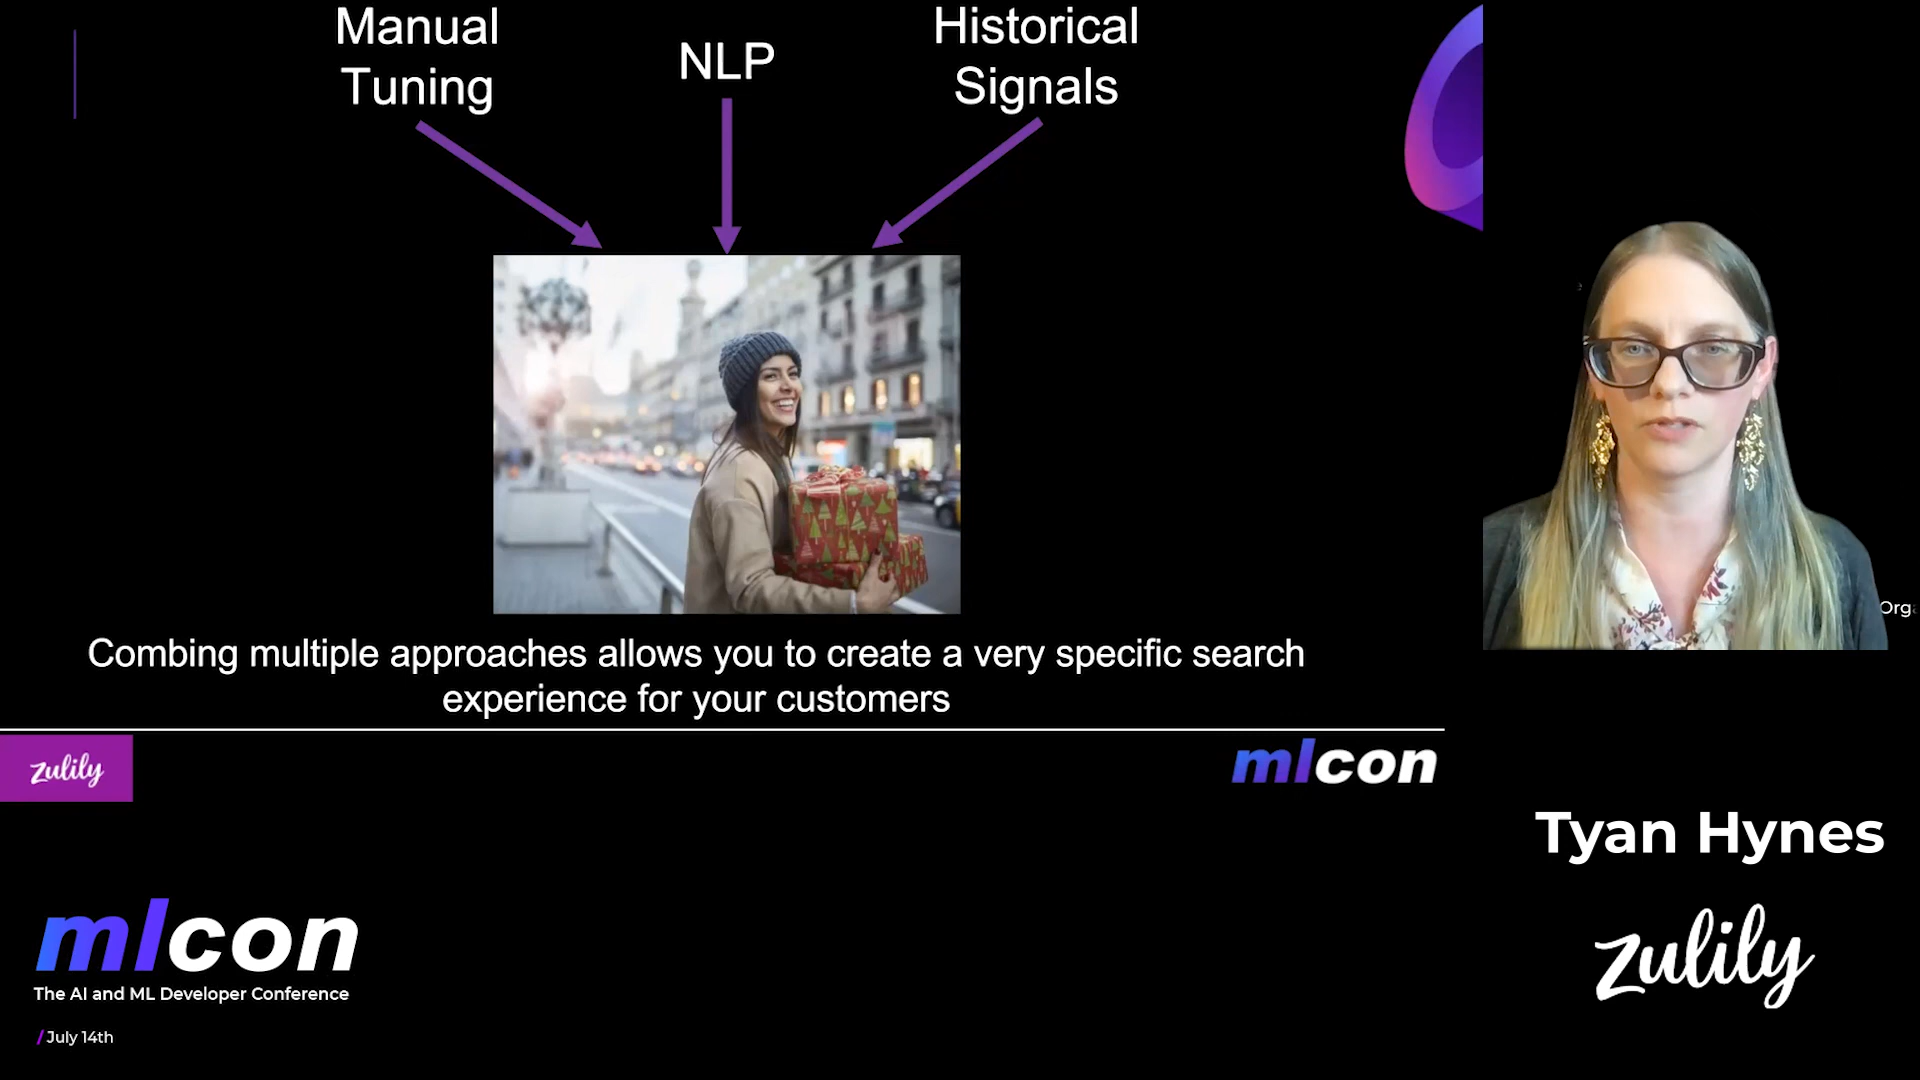 Manual
Tuning
NLP
Historical
Signals
Combing multiple approaches allows you to create a very specific search
experience for your customers
zulily
mlcon
Tyan Hynes
zulily
mlcon
The AI and ML Developer Conference
/ July 14th